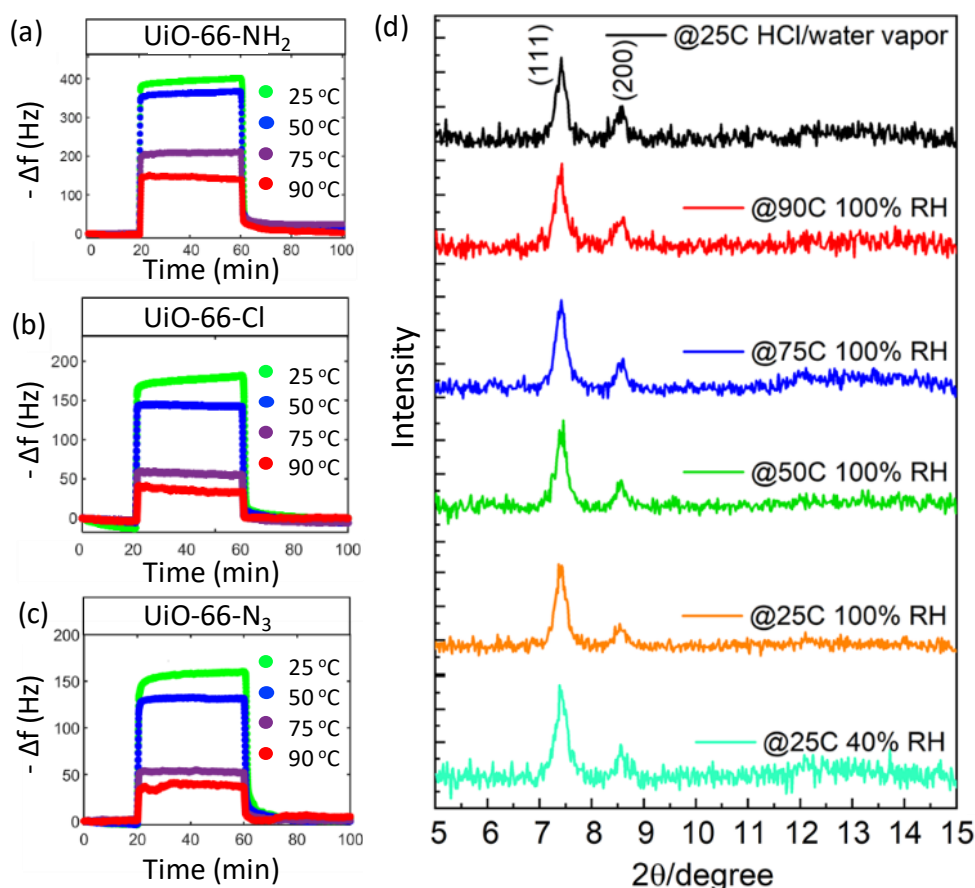 (a)
UiO-66-NH₂
- Δf (Hz)
400
300
200
100
0
25 °C
50 °C
75 °C
90 °C
0 20 40 60 80 100
Time (min)
(b)
UiO-66-Cl
- Δf (Hz)
200
150
100
50
0
25 °C
50 °C
75 °C
90 °C
0 20 40 60 80 100
Time (min)
(c)
UiO-66-N₃
- Δf (Hz)
200
150
100
50
0
25 °C
50 °C
75 °C
90 °C
0 20 40 60 80 100
Time (min)
(d)
Intensity
(111)
(200)
@25C HCl/water vapor
@90C 100% RH
@75C 100% RH
@50C 100% RH
@25C 100% RH
@25C 40% RH
5 6 7 8 9 10 11 12 13 14 15
2θ/degree